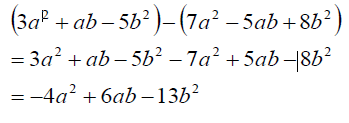 (3a² + ab − 5b²) − (7a² − 5ab + 8b²)
= 3a² + ab − 5b² − 7a² + 5ab − 8b²
= −4a² + 6ab − 13b²